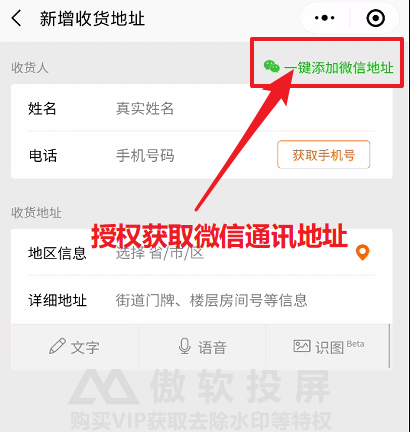 新增收货地址
收货人
一键添加微信地址
姓名 真实姓名
电话 手机号码 获取手机号
收货地址
授权获取微信通讯地址
地区信息 选择 省/市/区
详细地址 街道门牌、楼层房间号等信息
文字 语音 识图 Beta
傲软投屏
购买VIP获取去除水印等特权